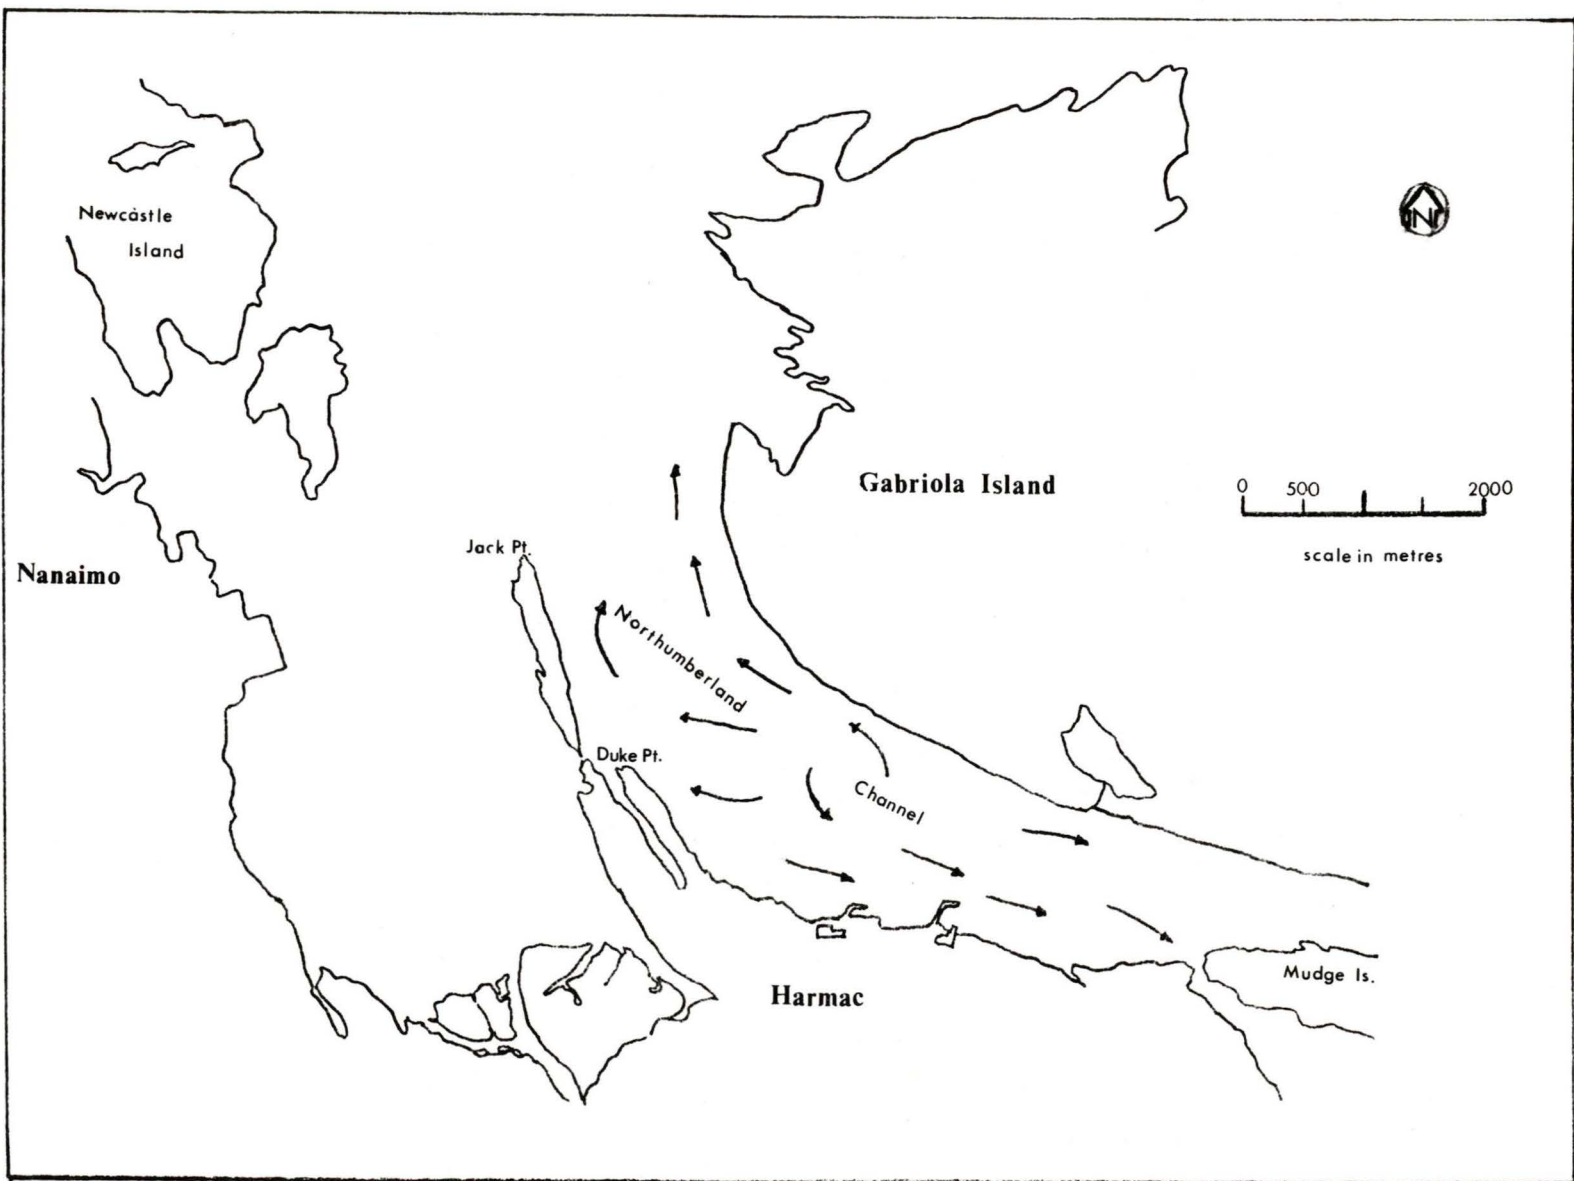 Newcastle
Island
N
Gabriola Island
0 500 2000
scale in metres
Jack Pt.
Nanaimo
Northumberland
Duke Pt.
Channel
Mudge Is.
Harmac